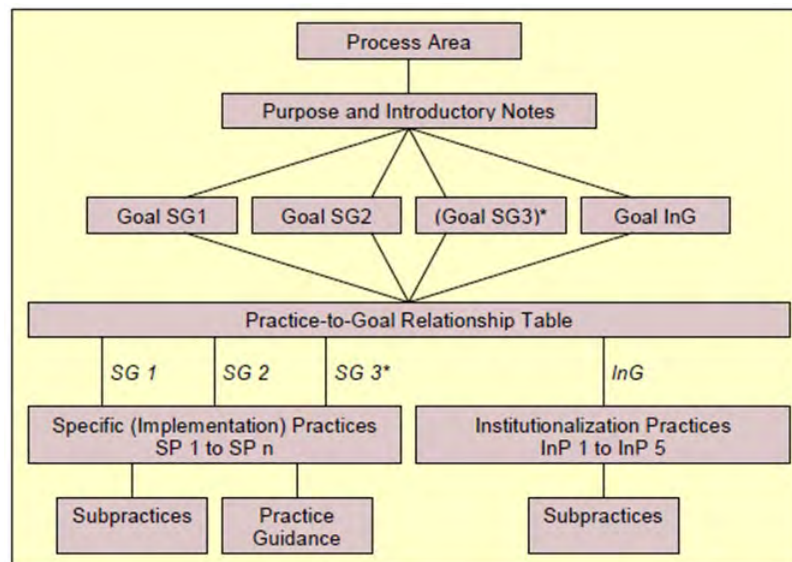 Process Area
Purpose and Introductory Notes
Goal SG1
Goal SG2
(Goal SG3)*
Goal InG
Practice-to-Goal Relationship Table
SG 1
SG 2
SG 3*
InG
Specific (Implementation) Practices
SP 1 to SP n
Institutionalization Practices
InP 1 to InP 5
Subpractices
Practice
Guidance
Subpractices